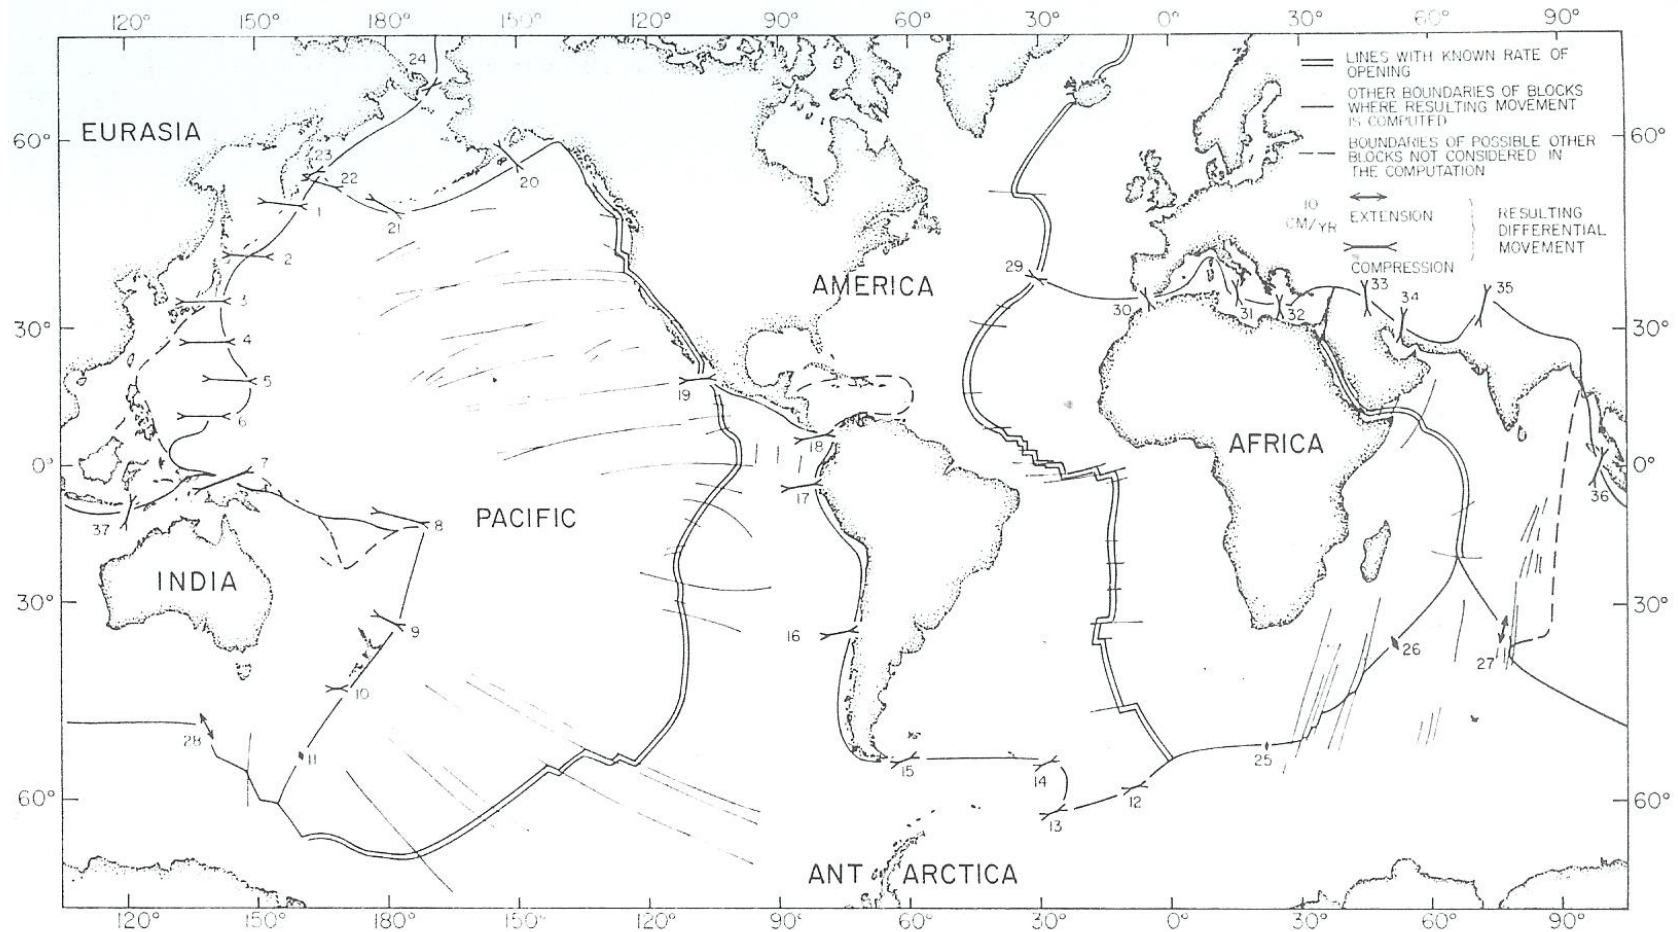 120° 150° 180° 150° 120° 90° 60° 30° 0° 30° 60° 90°
LINES WITH KNOWN RATE OF
OPENING
OTHER BOUNDARIES OF BLOCKS
WHERE RESULTING MOVEMENT
IS COMPUTED
BOUNDARIES OF POSSIBLE OTHER
BLOCKS NOT CONSIDERED IN
THE COMPUTATION
10
CM/YR
EXTENSION
COMPRESSION
RESULTING
DIFFERENTIAL
MOVEMENT
24
EURASIA
60° 60°
23
22
20
1
21
2
AMERICA
29
33
34
35
3
30
31
32
30° 30°
4
5
19
6
18
AFRICA
0° 0°
7
17
36
37
8
PACIFIC
INDIA
30° 30°
9
16
26
27
10
28
11
15
14
25
12
13
60° 60°
ANT ARCTICA
120° 150° 180° 150° 120° 90° 60° 30° 0° 30° 60° 90°